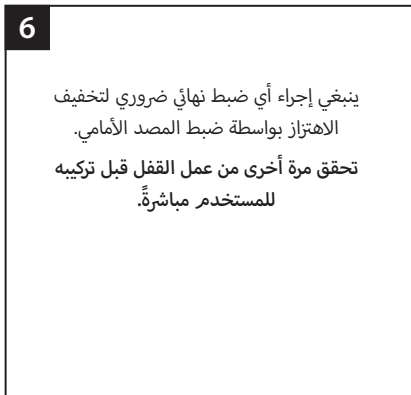 6
ينبغي إجراء أي ضبط نهائي ضروري لتخفيف
الاهتزاز بواسطة ضبط المصد الأمامي.
تحقق مرة أخرى من عمل القفل قبل تركيبه
للمستخدم مباشرةً.